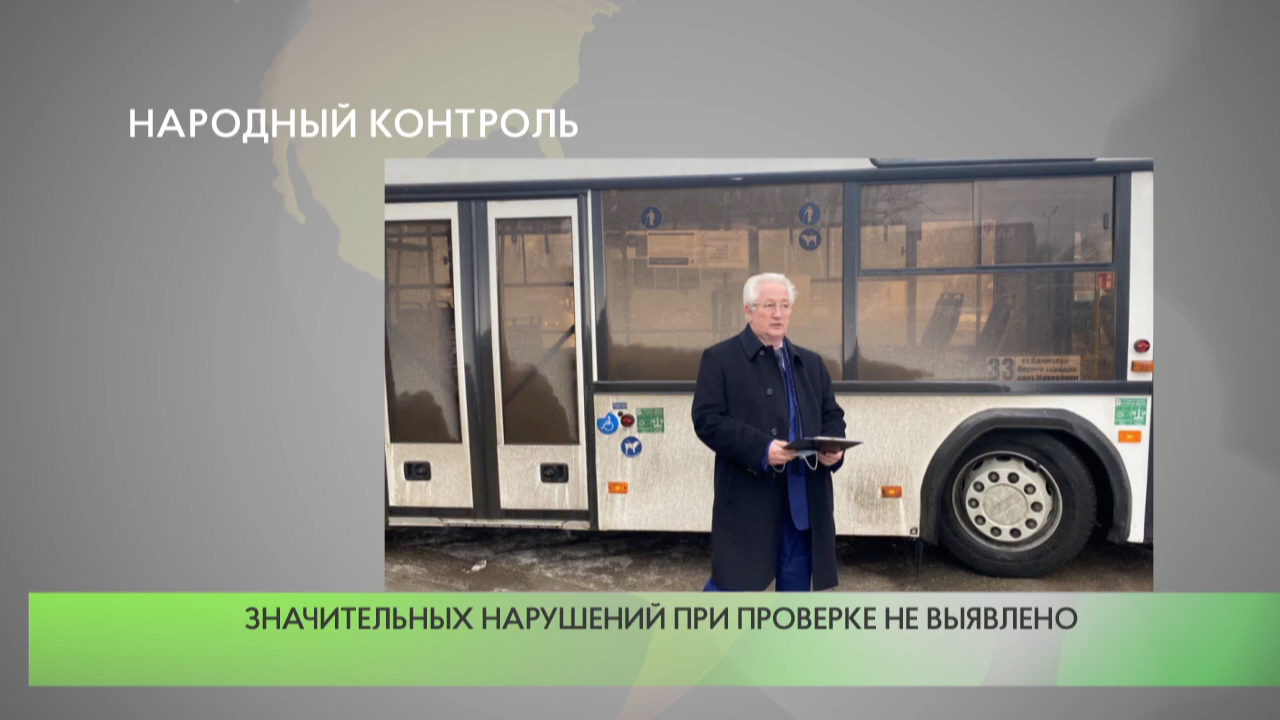 НАРОДНЫЙ КОНТРОЛЬ
33
ЗНАЧИТЕЛЬНЫХ НАРУШЕНИЙ ПРИ ПРОВЕРКЕ НЕ ВЫЯВЛЕНО